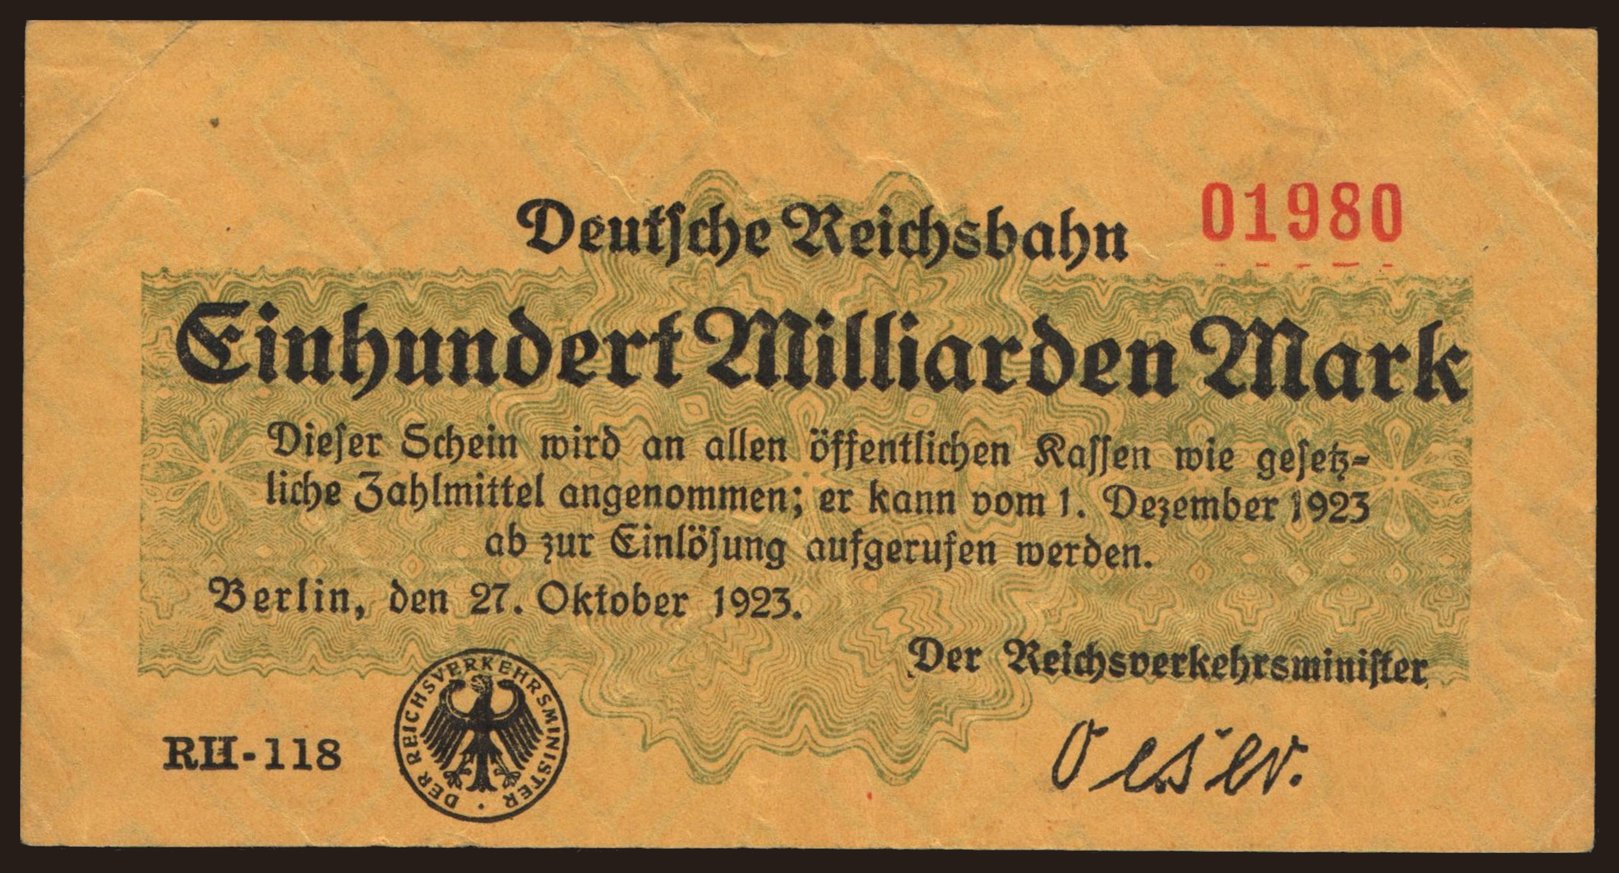 Deutsche Reichsbahn
01980
Einhundert Milliarden Mark
Dieser Schein wird an allen öffentlichen Kassen wie gesetz-
liche Zahlmittel angenommen; er kann vom 1. Dezember 1923
ab zur Einlösung aufgerufen werden.
Berlin, den 27. Oktober 1923.
Der Reichsverkehrsminister
RH-118
DER REICHSVERKEHRSMINISTER
Oeser.